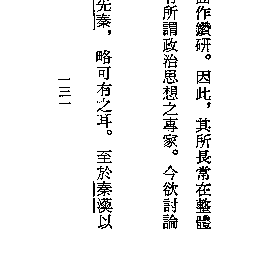 面作鑽研。因此，其所長常在整體
有所謂政治思想之專家。今欲討論
先秦，略可有之耳。至於秦漢以
一三一